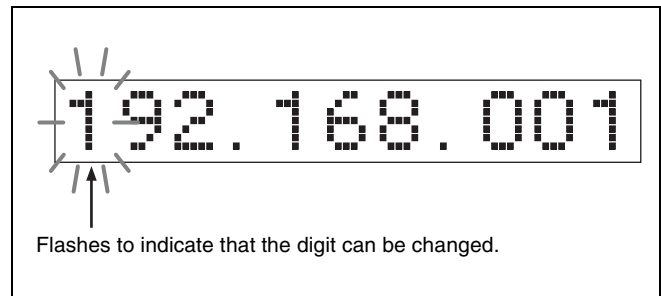 192.168.001
Flashes to indicate that the digit can be changed.